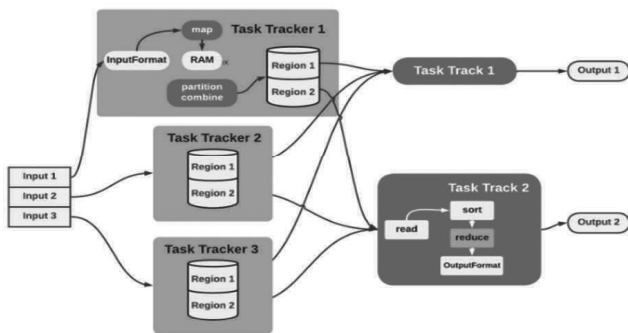 Task Tracker 1
map
InputFormat
RAM
partition
combine
Region 1
Region 2
Task Track 1
Output 1
Task Tracker 2
Region 1
Region 2
Input 1
Input 2
Input 3
Task Track 2
sort
read
reduce
OutputFormat
Output 2
Task Tracker 3
Region 1
Region 2